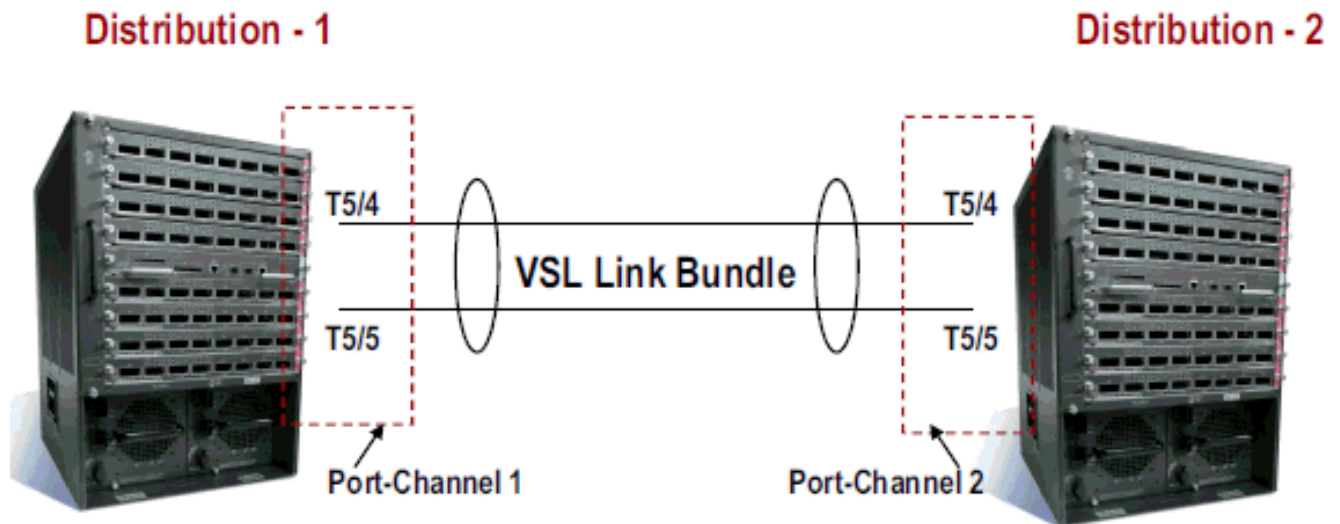 Distribution - 1
Distribution - 2
T5/4
T5/4
VSL Link Bundle
T5/5
T5/5
Port-Channel 1
Port-Channel 2